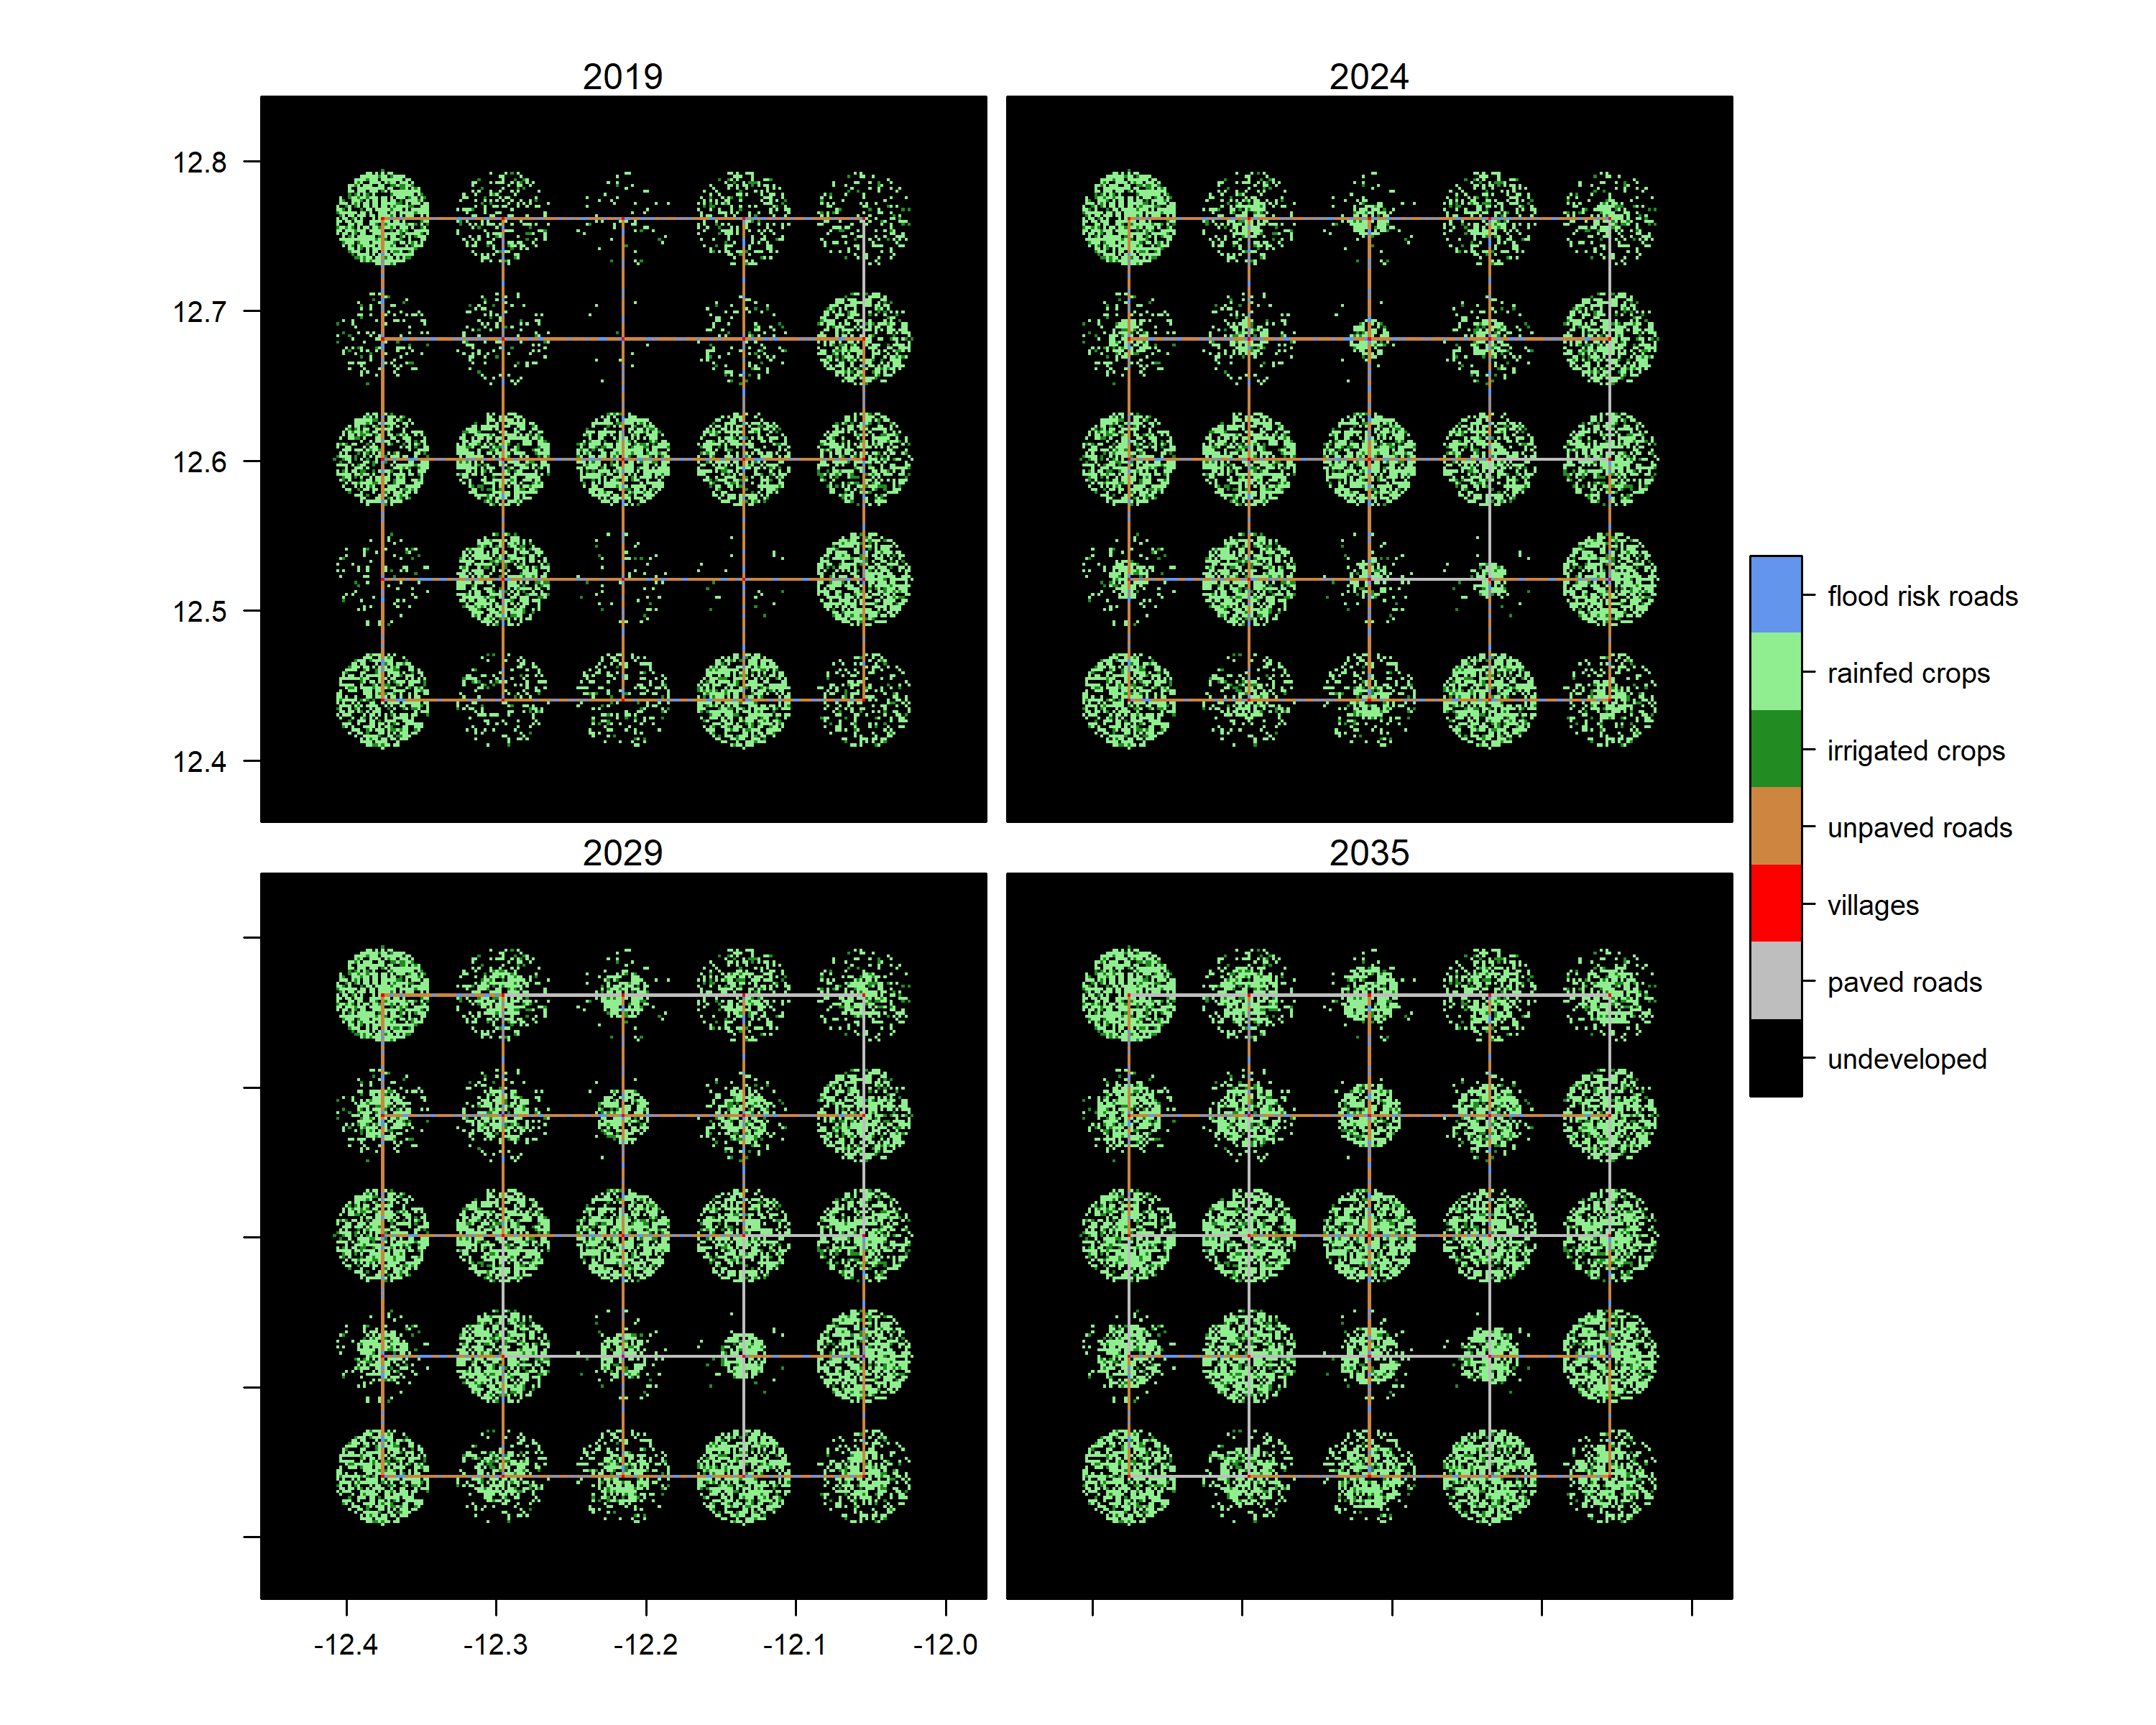 2019
2024
12.8
12.7
12.6
12.5
12.4
flood risk roads
rainfed crops
irrigated crops
unpaved roads
villages
paved roads
undeveloped
2029
2035
-12.4
-12.3
-12.2
-12.1
-12.0